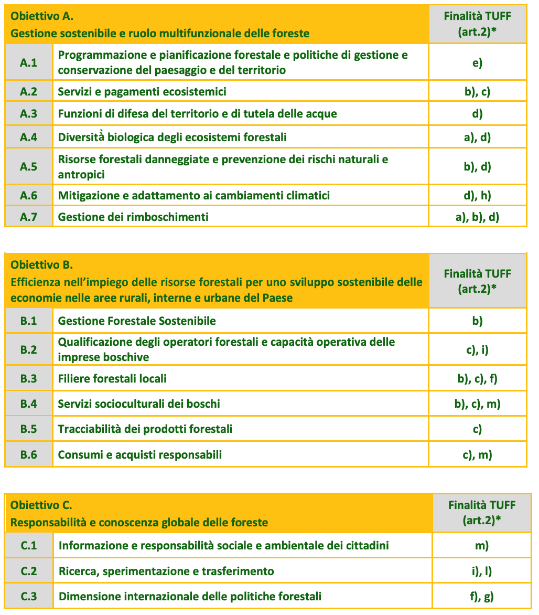 Obiettivo A.
Gestione sostenibile e ruolo multifunzionale delle foreste
Finalità TUFF
(art.2)*
A.1 Programmazione e pianificazione forestale e politiche di gestione e
conservazione del paesaggio e del territorio e)
A.2 Servizi e pagamenti ecosistemici b), c)
A.3 Funzioni di difesa del territorio e di tutela delle acque d)
A.4 Diversità biologica degli ecosistemi forestali a), d)
A.5 Risorse forestali danneggiate e prevenzione dei rischi naturali e
antropici b), d)
A.6 Mitigazione e adattamento ai cambiamenti climatici d), h)
A.7 Gestione dei rimboschimenti a), b), d)
Obiettivo B.
Efficienza nell’impiego delle risorse forestali per uno sviluppo sostenibile delle
economie nelle aree rurali, interne e urbane del Paese
Finalità TUFF
(art.2)*
B.1 Gestione Forestale Sostenibile b)
B.2 Qualificazione degli operatori forestali e capacità operativa delle
imprese boschive c), i)
B.3 Filiere forestali locali b), c), f)
B.4 Servizi socioculturali dei boschi b), c), m)
B.5 Tracciabilità dei prodotti forestali c)
B.6 Consumi e acquisti responsabili c), m)
Obiettivo C.
Responsabilità e conoscenza globale delle foreste
Finalità TUFF
(art.2)*
C.1 Informazione e responsabilità sociale e ambientale dei cittadini m)
C.2 Ricerca, sperimentazione e trasferimento i), l)
C.3 Dimensione internazionale delle politiche forestali f), g)